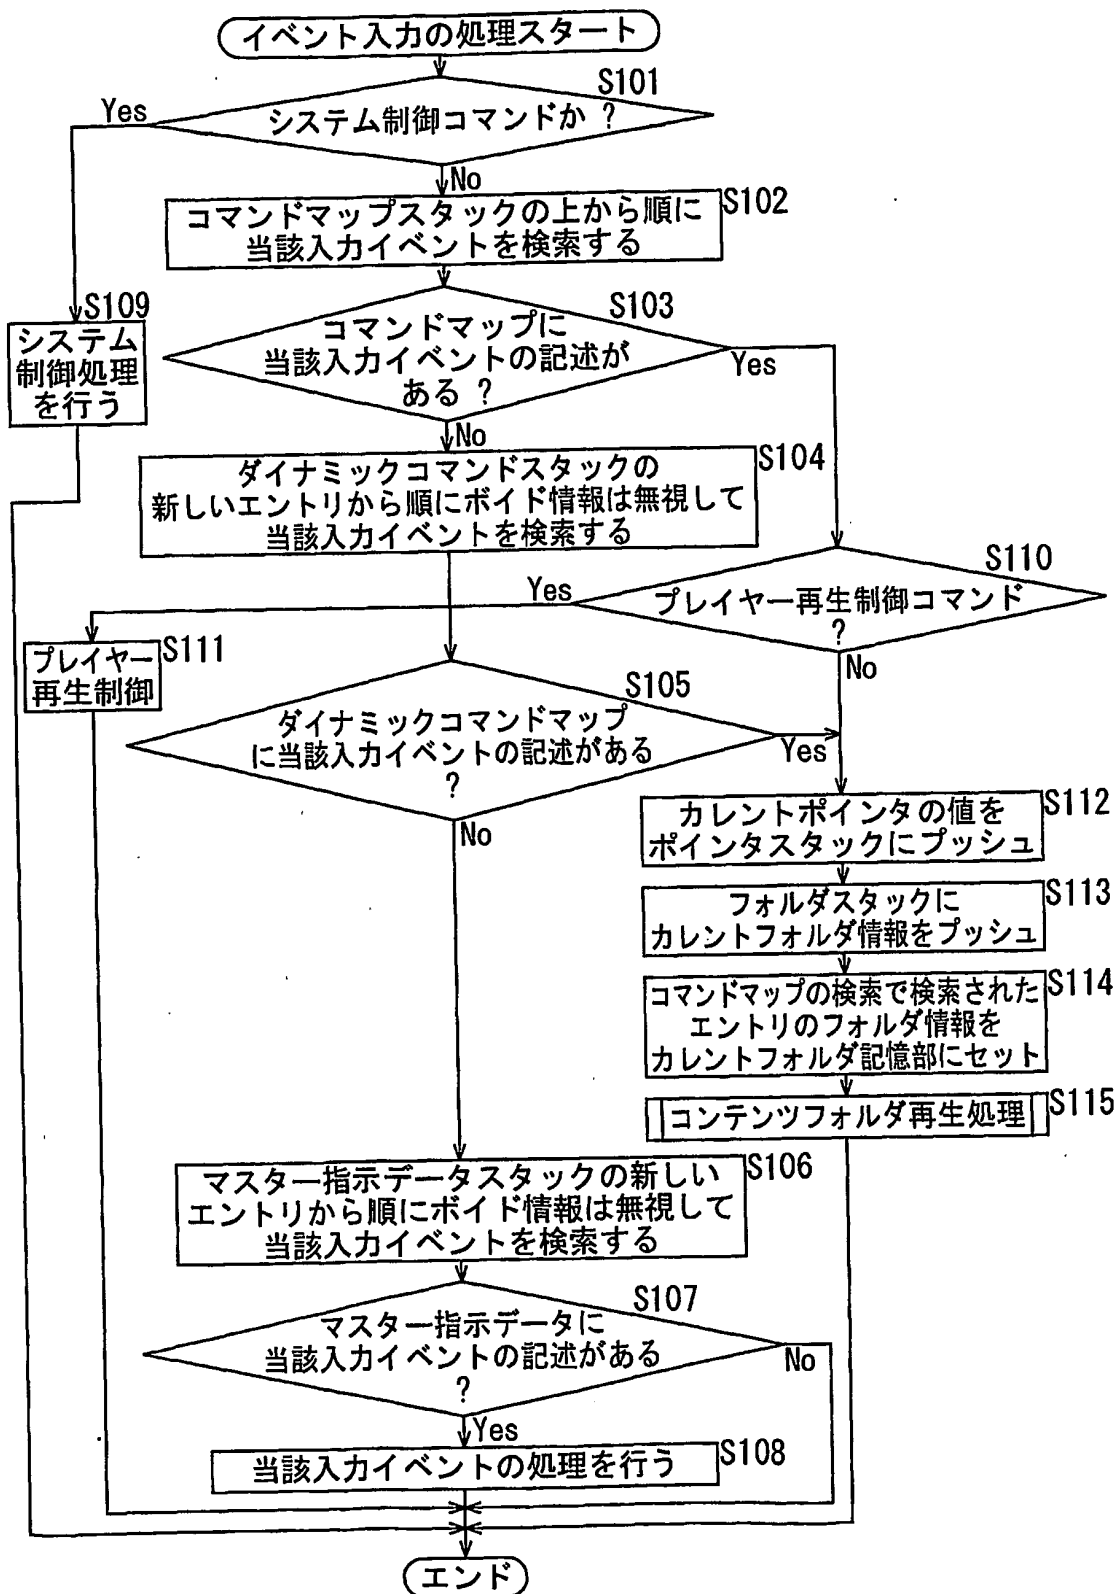 イベント入力の処理スタート
S101
システム制御コマンドか ?
Yes
No
S102
コマンドマップスタックの上から順に
当該入力イベントを検索する
S109
システム
制御処理
を行う
S103
コマンドマップに
当該入力イベントの記述が
ある ?
Yes
No
S104
ダイナミックコマンドスタックの
新しいエントリから順にボイド情報は無視して
当該入力イベントを検索する
S110
プレイヤー再生制御コマンド
?
Yes
No
S111
プレイヤー
再生制御
S105
ダイナミックコマンドマップ
に当該入力イベントの記述がある
?
Yes
No
S112
カレントポインタの値を
ポインタスタックにプッシュ
S113
フォルダスタックに
カレントフォルダ情報をプッシュ
S114
コマンドマップの検索で検索された
エントリのフォルダ情報を
カレントフォルダ記憶部にセット
S115
コンテンツフォルダ再生処理
S106
マスター指示データスタックの新しい
エントリから順にボイド情報は無視して
当該入力イベントを検索する
S107
マスター指示データに
当該入力イベントの記述がある
?
No
Yes
S108
当該入力イベントの処理を行う
エンド